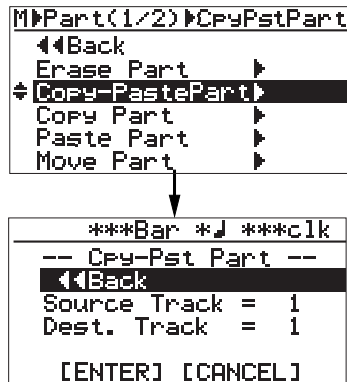 M▶Part(1/2)▶CpyPstPart
◀◀Back
Erase Part ▶
Copy-PastePart▶
Copy Part ▶
Paste Part ▶
Move Part ▶
***Bar *♩ ***clk
-- Cpy-Pst Part --
◀◀Back
Source Track = 1
Dest. Track = 1
[ENTER] [CANCEL]